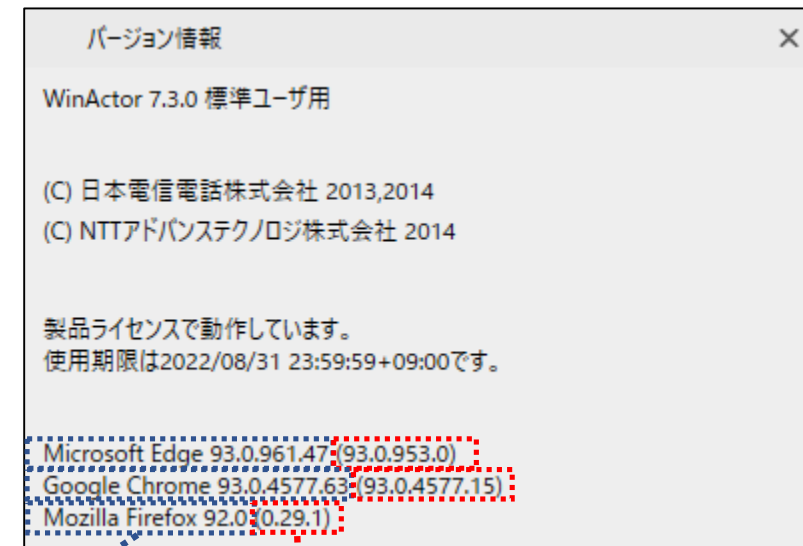 バージョン情報
WinActor 7.3.0 標準ユーザ用
(C) 日本電信電話株式会社 2013,2014
(C) NTTアドバンステクノロジ株式会社 2014
製品ライセンスで動作しています。
使用期限は2022/08/31 23:59:59+09:00です。
Microsoft Edge 93.0.961.47 (93.0.953.0)
Google Chrome 93.0.4577.63 (93.0.4577.15)
Mozilla Firefox 92.0 (0.29.1)